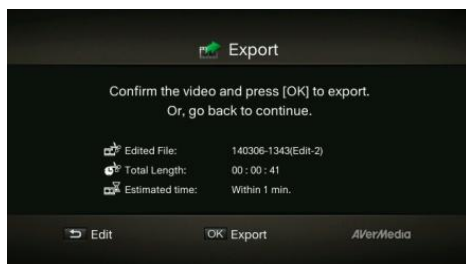 Export
Confirm the video and press [OK] to export.
Or, go back to continue.
Edited File: 140306-1343(Edit-2)
Total Length: 00 : 00 : 41
Estimated time: Within 1 min.
Edit OK Export AVerMedia